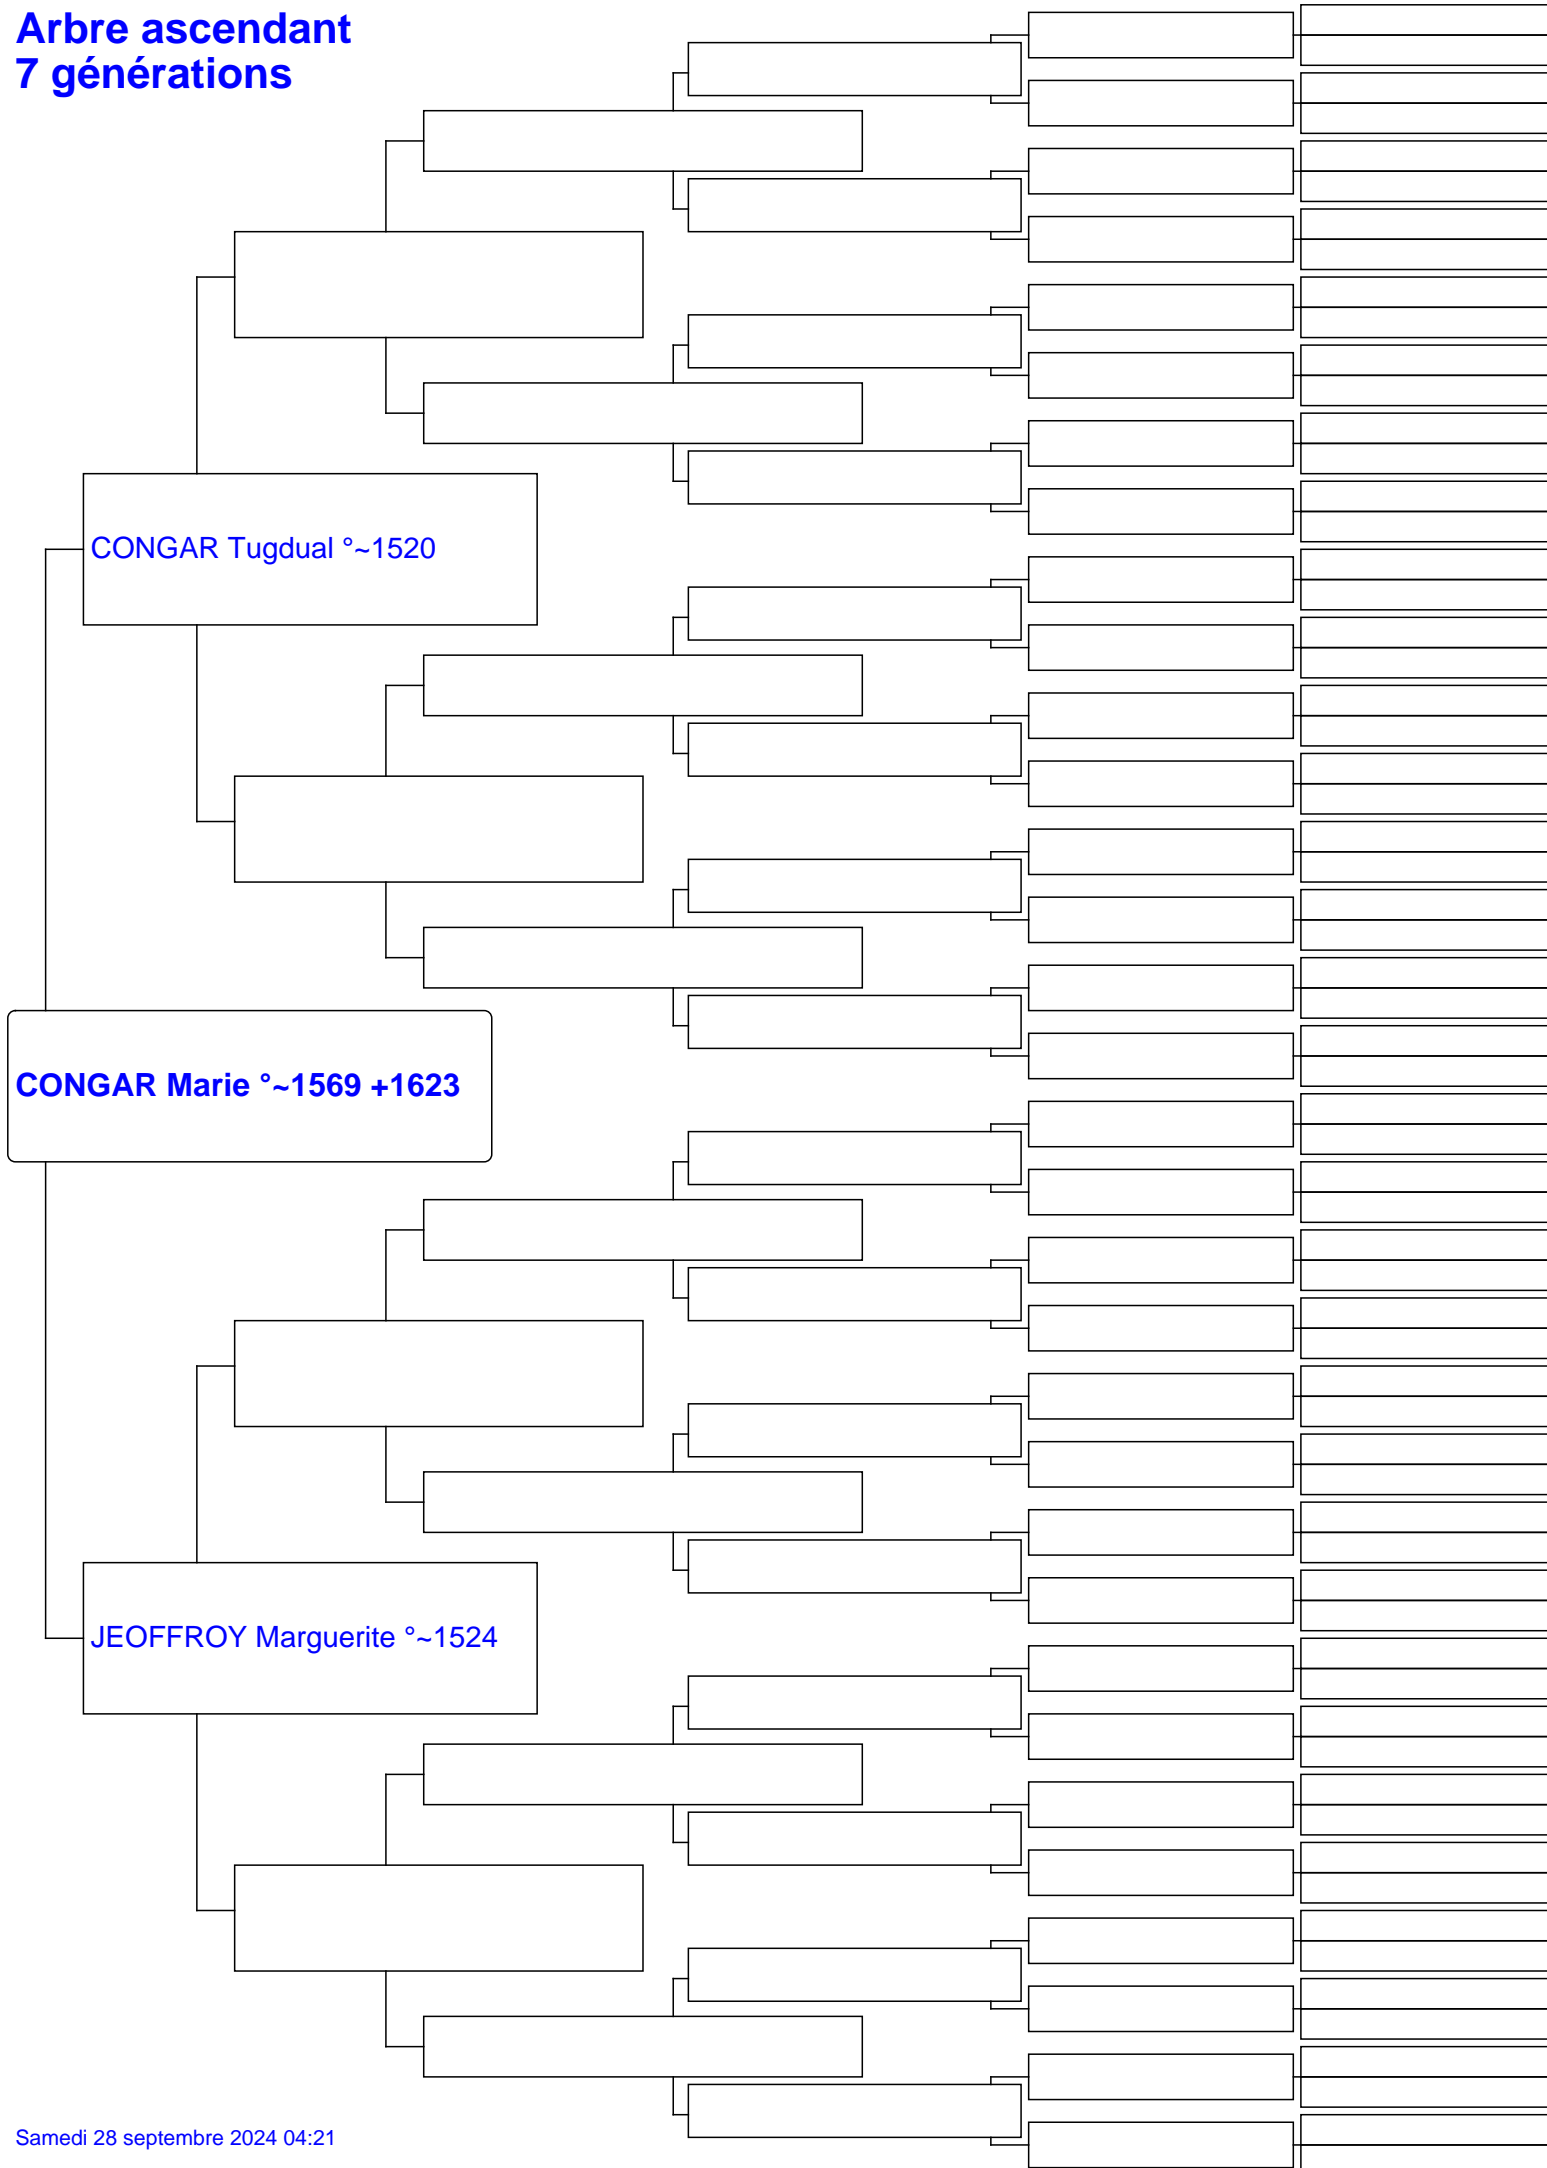 Arbre ascendant
7 générations
CONGAR Tugdual °~1520
CONGAR Marie °~1569 +1623
JEOFFROY Marguerite °~1524
Samedi 28 septembre 2024 04:21